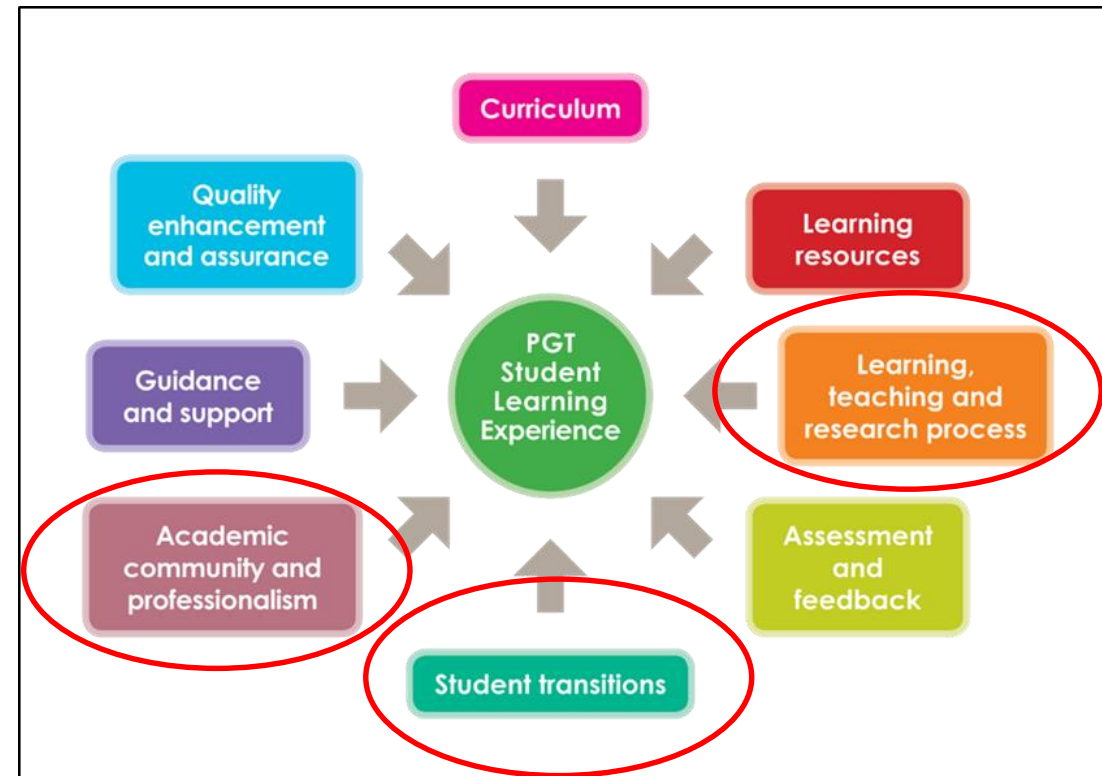 Curriculum
Quality
enhancement
and assurance
Learning
resources
PGT
Student
Learning
Experience
Guidance
and support
Learning,
teaching and
research process
Academic
community and
professionalism
Assessment
and
feedback
Student transitions